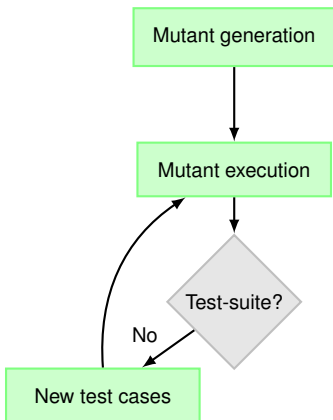 Mutant generation
Mutant execution
Test-suite?
No
New test cases